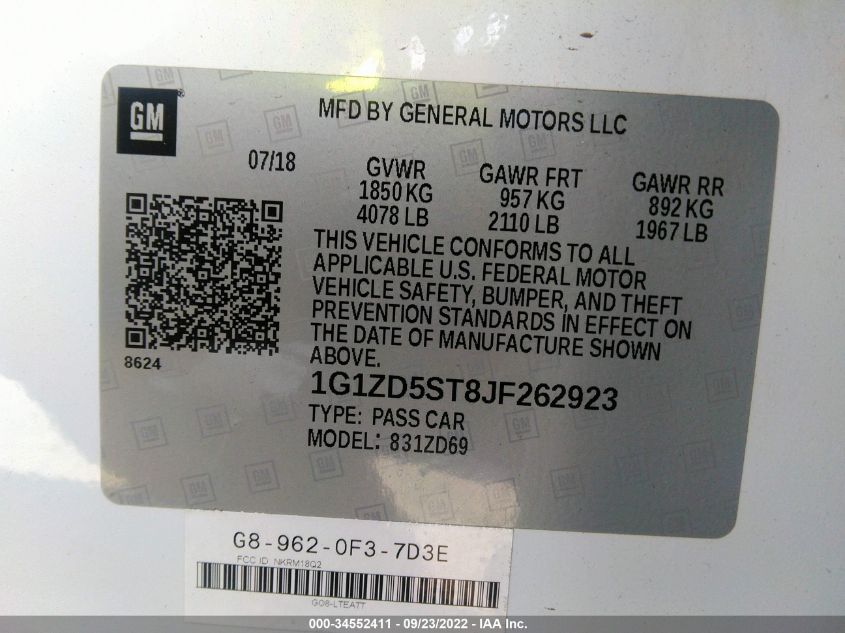 GM
MFD BY GENERAL MOTORS LLC
07/18
GVWR
1850 KG
4078 LB
GAWR FRT
957 KG
2110 LB
GAWR RR
892 KG
1967 LB
THIS VEHICLE CONFORMS TO ALL
APPLICABLE U.S. FEDERAL MOTOR
VEHICLE SAFETY, BUMPER, AND THEFT
PREVENTION STANDARDS IN EFFECT ON
THE DATE OF MANUFACTURE SHOWN
ABOVE.
8624
1G1ZD5ST8JF262923
TYPE: PASS CAR
MODEL: 831ZD69
G8-962-0F3-7D3E
FCC ID NKRM18Q2
G08-LTEATT
000-34552411 - 09/23/2022 - IAA Inc.